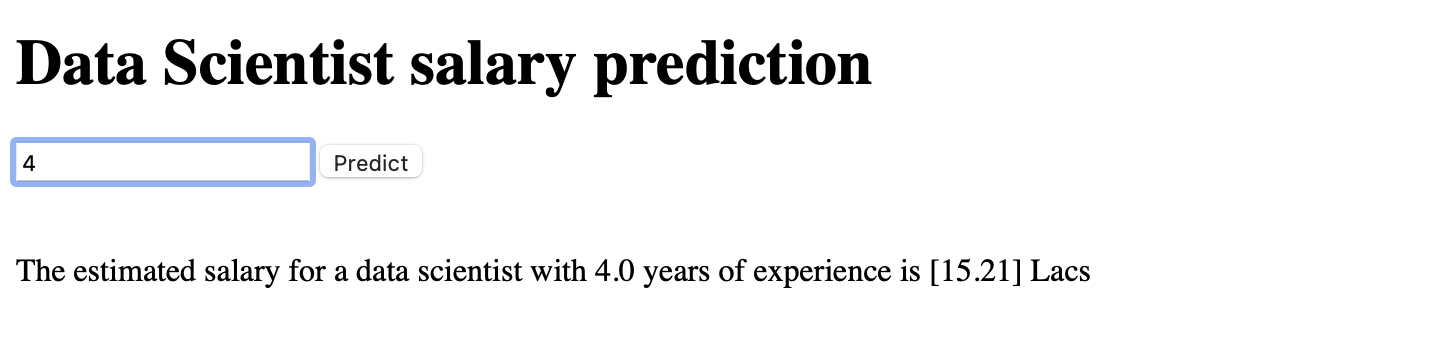 Data Scientist salary prediction
4 Predict
The estimated salary for a data scientist with 4.0 years of experience is [15.21] Lacs